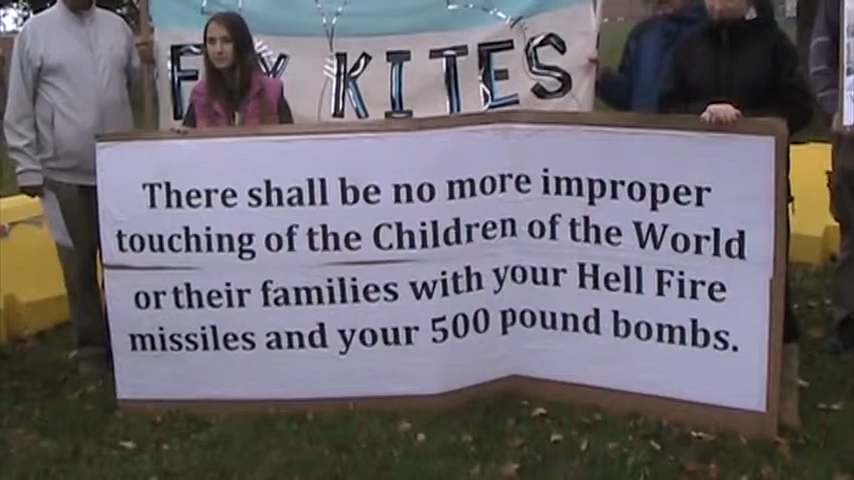 KITES
There shall be no more improper
touching of the Children of the World
or their families with your Hell Fire
missiles and your 500 pound bombs.